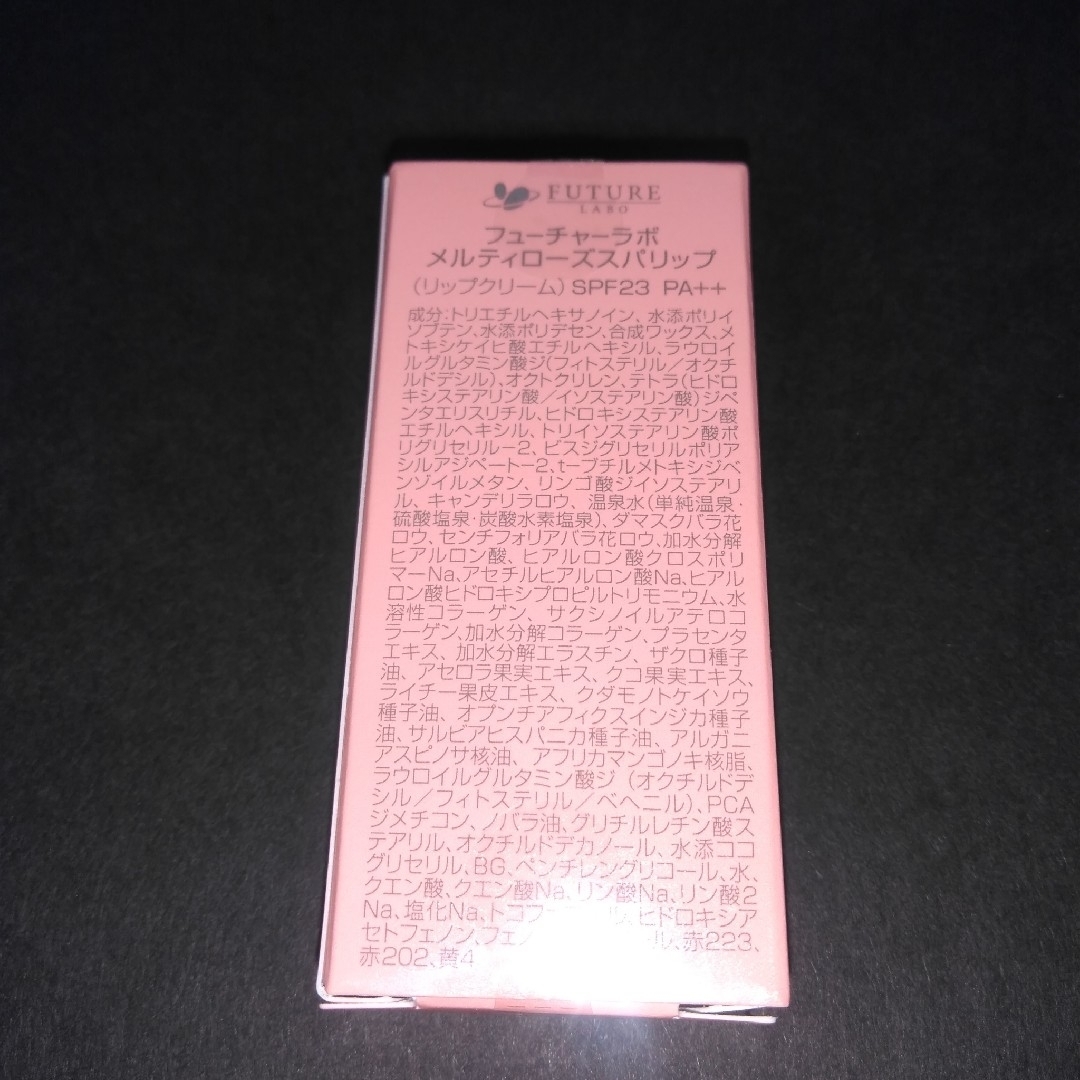 FUTURE
LABO
フューチャーラボ
メルティローズスパリップ
(リップクリーム)SPF23 PA++
成分:トリエチルヘキサノイン、水添ポリイ
ソブテン、水添ポリデセン、合成ワックス、メ
トキシケイヒ酸エチルヘキシル、ラウロイ
ルグルタミン酸ジ(フィトステリル/オクチ
ルドデシル)、オクトクリレン、テトラ(ヒドロ
キシステアリン酸/イソステアリン酸)ジペ
ンタエリスリチル、ヒドロキシステアリン酸
エチルヘキシル、トリイソステアリン酸ポ
リグリセリル-2、ビスジグリセリルポリア
シルアジペート-2、t-ブチルメトキシジベ
ンゾイルメタン、リンゴ酸ジイソステアリ
ル、キャンデリラロウ、温泉水(単純温泉・
硫酸塩泉・炭酸水素塩泉)、ダマスクバラ花
ロウ、センチフォリアバラ花ロウ、加水分解
ヒアルロン酸、ヒアルロン酸クロスポリ
マーNa、アセチルヒアルロン酸Na、ヒアル
ロン酸ヒドロキシプロピルトリモニウム、水
溶性コラーゲン、サクシノイルアテロコ
ラーゲン、加水分解コラーゲン、プラセンタ
エキス、加水分解エラスチン、ザクロ種子
油、アセロラ果実エキス、クコ果実エキス、
ライチー果皮エキス、クダモノトケイソウ
種子油、オプンチアフィクスインジカ種子
油、サルビアヒスパニカ種子油、アルガニ
アスピノサ核油、アフリカマンゴノキ核脂、
ラウロイルグルタミン酸ジ(オクチルドデ
シル/フィトステリル/ベヘニル)、PCA
ジメチコン、ノバラ油、グリチルレチン酸ス
テアリル、オクチルドデカノール、水添ココ
グリセリル、BG、ペンチレングリコール、水、
クエン酸、クエン酸Na、リン酸Na、リン酸2
Na、塩化Na、ヒドロキシア
セトフェノン、赤223、
赤202、黄4